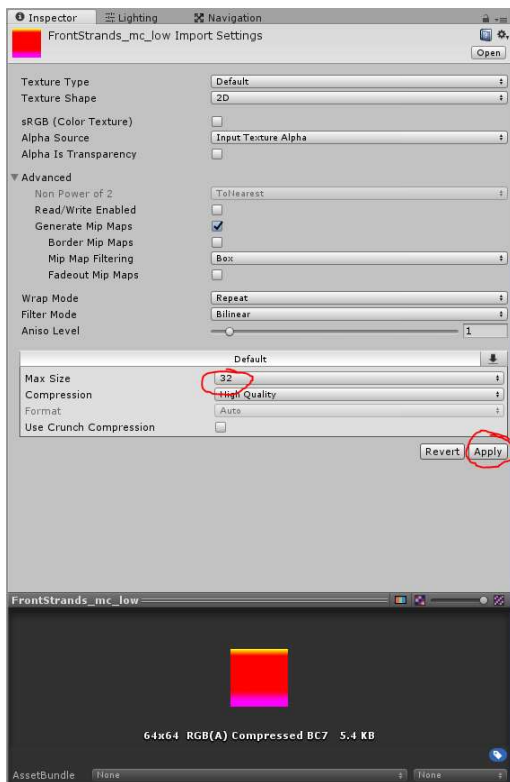 Inspector Lighting Navigation
FrontStrands_mc_low Import Settings
Open
Texture Type Default
Texture Shape 2D
sRGB (Color Texture)
Alpha Source Input Texture Alpha
Alpha Is Transparency
Advanced
Non Power of 2 ToNearest
Read/Write Enabled
Generate Mip Maps
Border Mip Maps
Mip Map Filtering Box
Fadeout Mip Maps
Wrap Mode Repeat
Filter Mode Bilinear
Aniso Level 1
Default
Max Size 32
Compression High Quality
Format Auto
Use Crunch Compression
Revert Apply
FrontStrands_mc_low
64x64 RGB(A) Compressed BC7 5.4 KB
AssetBundle None None